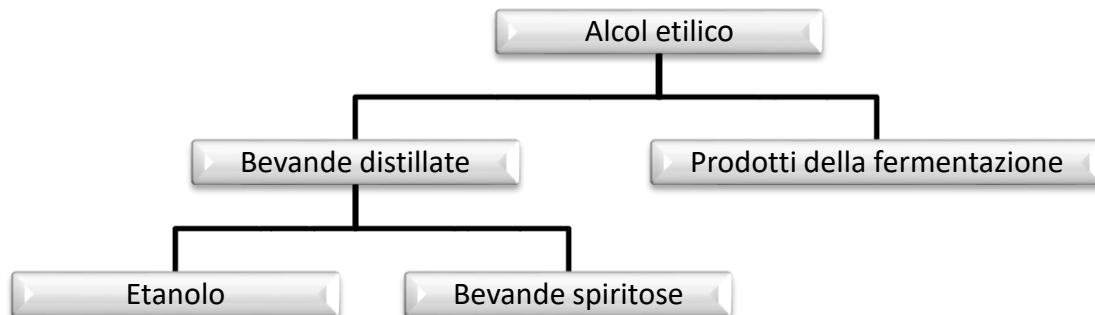 Alcol etilico
Bevande distillate
Prodotti della fermentazione
Etanolo
Bevande spiritose